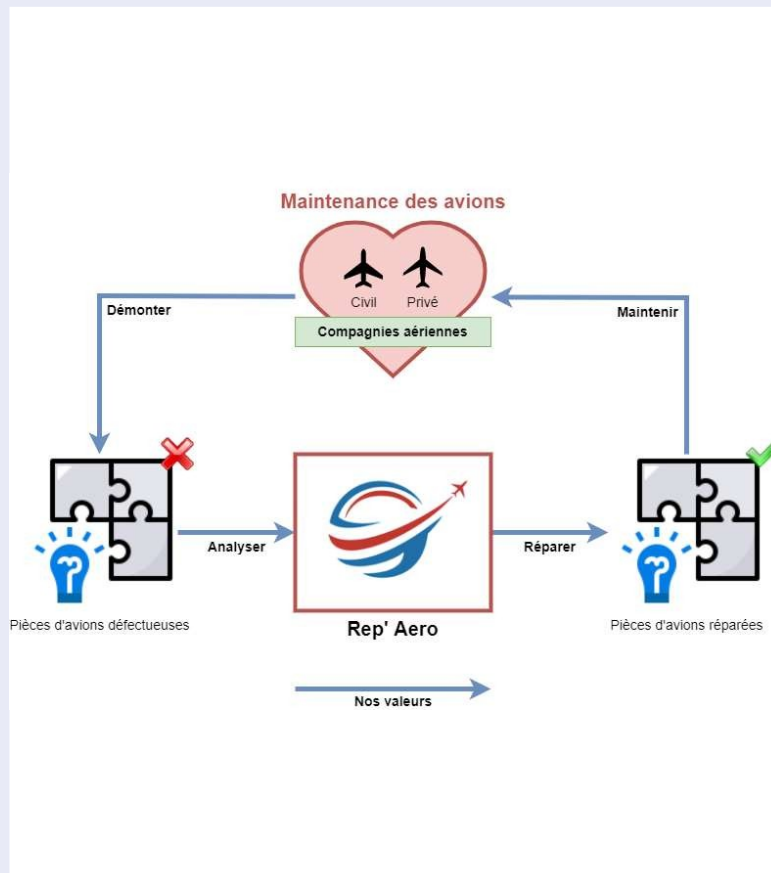 Maintenance des avions
Civil Privé
Compagnies aériennes
Démonter
Maintenir
Analyser
Réparer
Pièces d'avions défectueuses
Rep' Aero
Pièces d'avions réparées
Nos valeurs